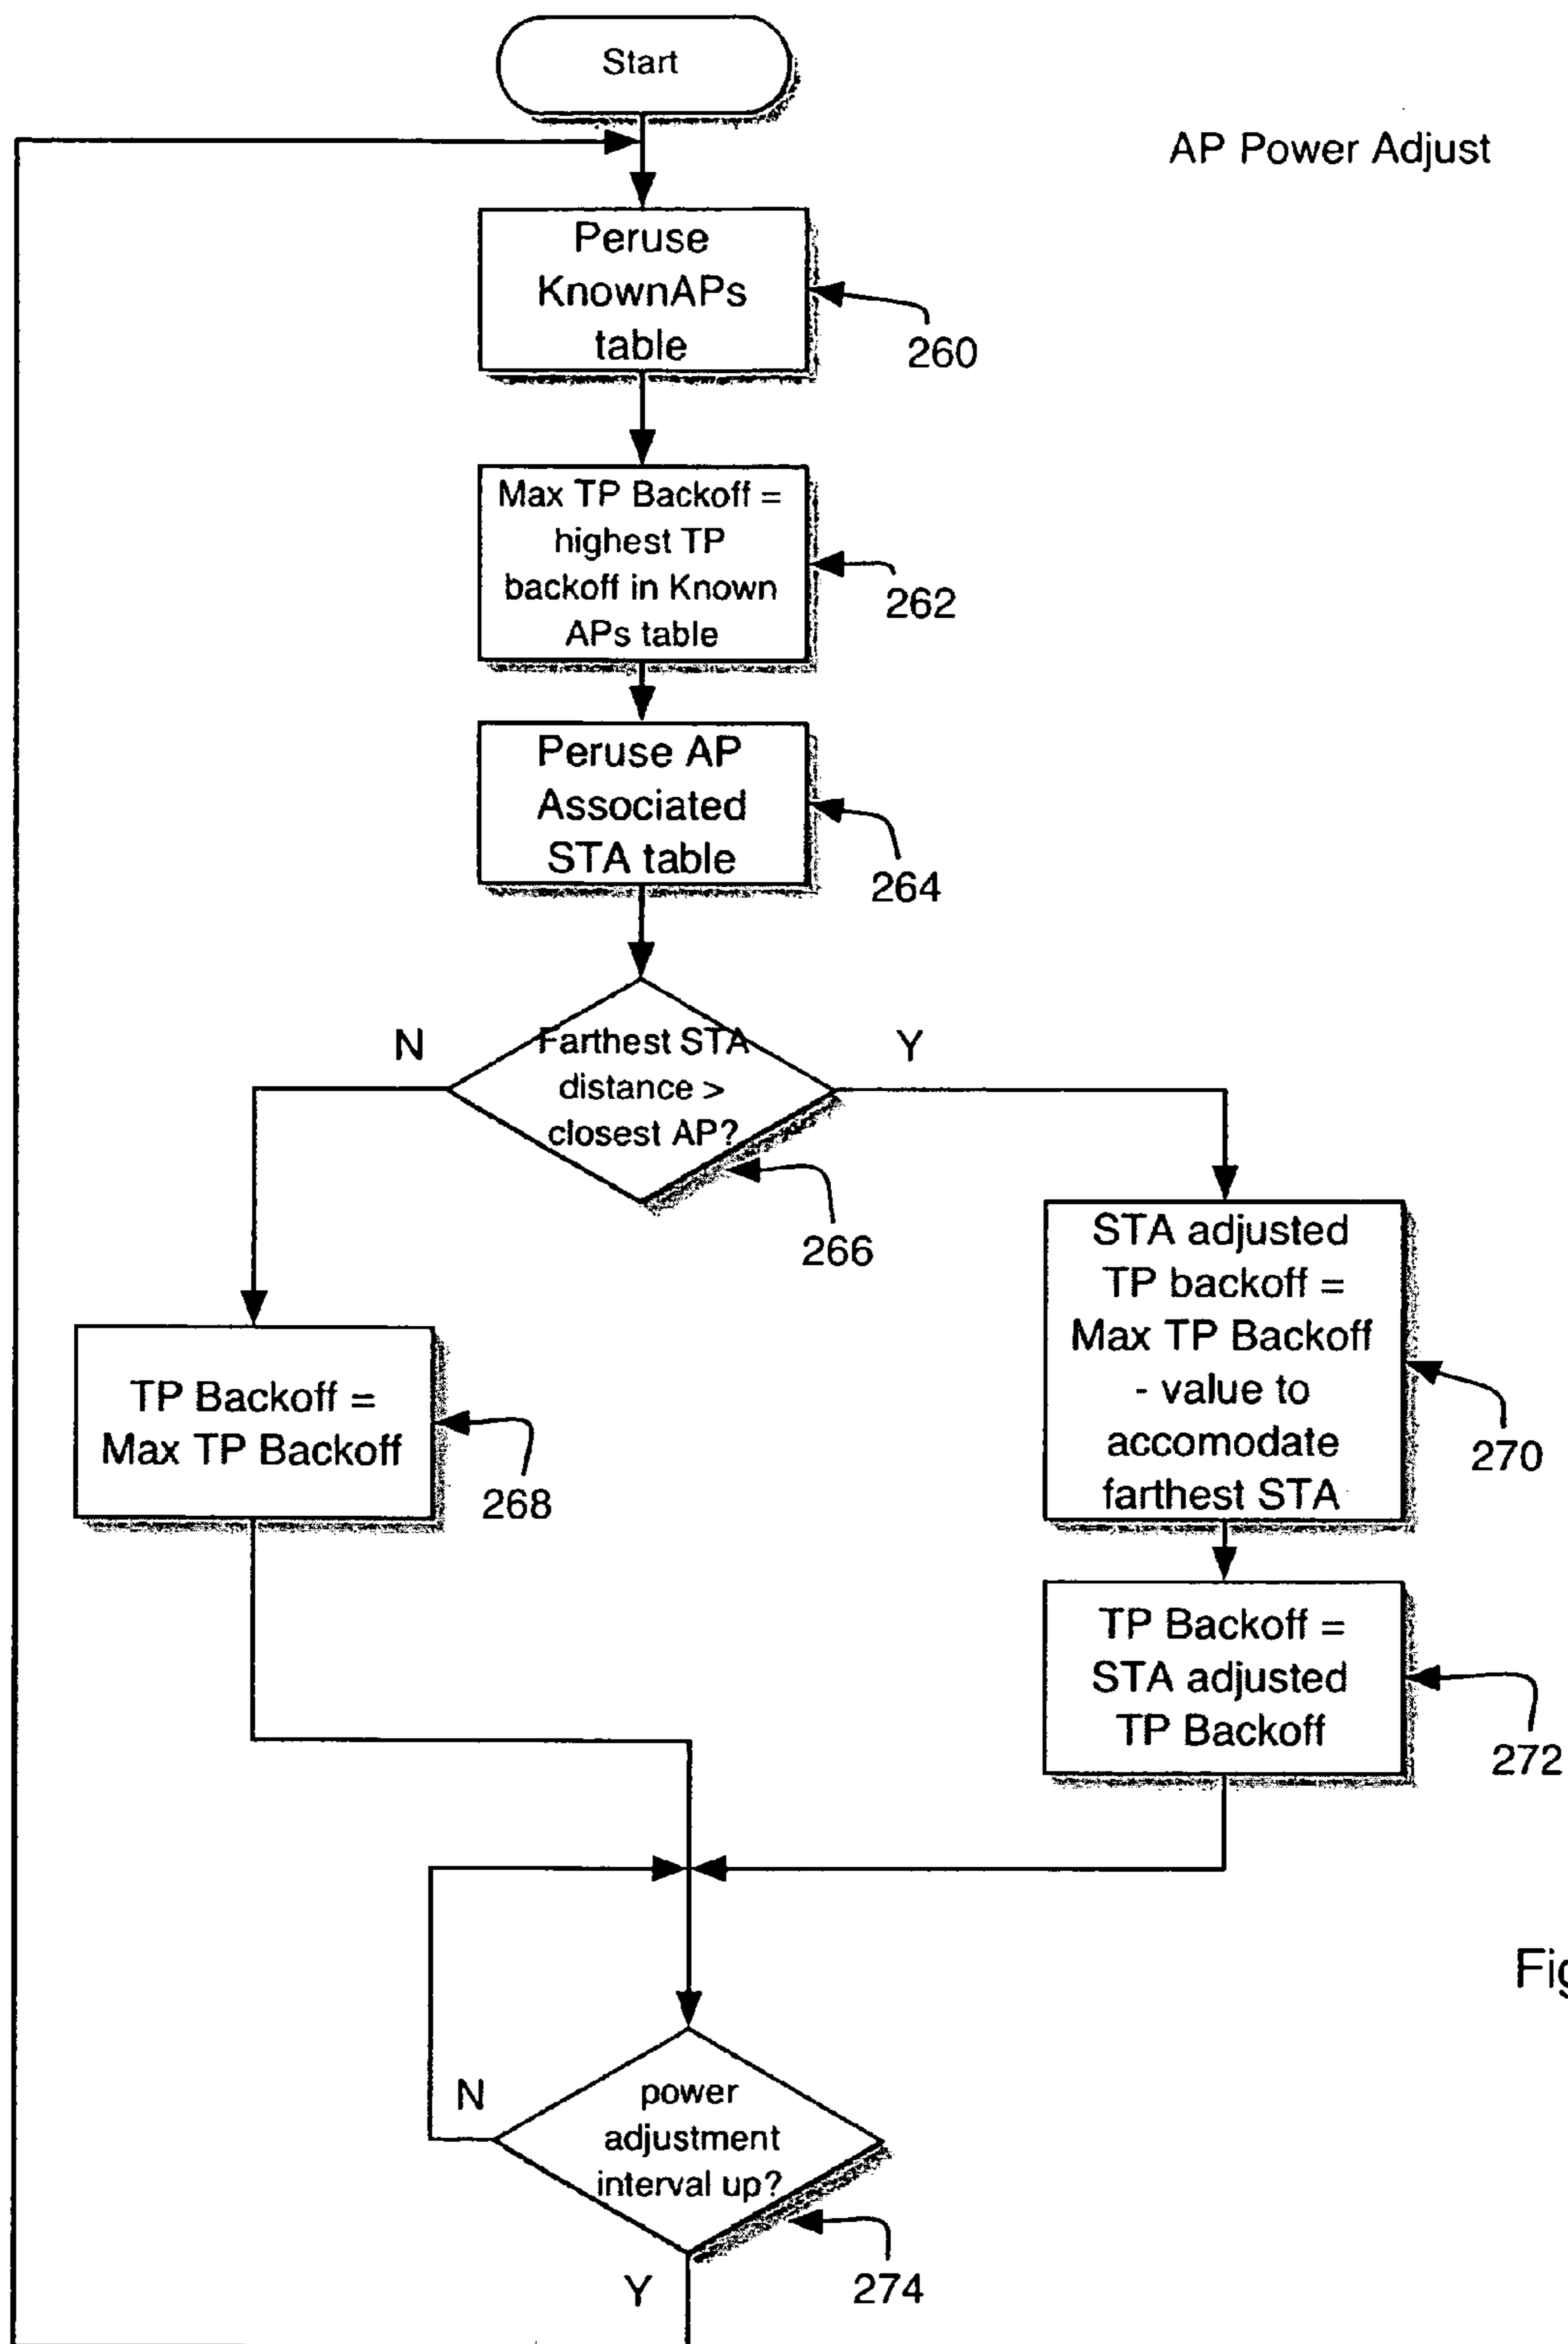 Start
AP Power Adjust
Peruse
KnownAPs
table
260
Max TP Backoff =
highest TP
backoff in Known
APs table
262
Peruse AP
Associated
STA table
264
N
Y
Farthest STA
distance >
closest AP?
266
STA adjusted
TP backoff =
Max TP Backoff
- value to
accomodate
farthest STA
270
TP Backoff =
Max TP Backoff
268
TP Backoff =
STA adjusted
TP Backoff
272
N
power
adjustment
interval up?
274
Y